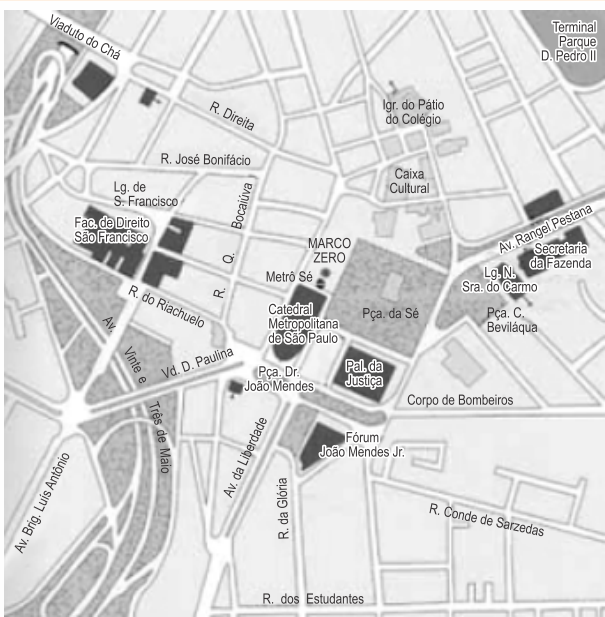 Viaduto do Chá
Terminal
Parque
D. Pedro II
R. Direita
Igr. do Pátio
do Colégio
R. José Bonifácio
Caixa
Cultural
Lg. de
S. Francisco
Fac. de Direito
São Francisco
R. Q. Bocaiúva
MARCO
ZERO
Metrô Sé
Av. Rangel Pestana
Secretaria
da Fazenda
Lg. N.
Sra. do Carmo
R. do Riachuelo
Catedral
Metropolitana
de São Paulo
Pça. da Sé
Pça. C.
Beviláqua
Av. Vinte e Três de Maio
Vd. D. Paulina
Pça. Dr.
João Mendes
Pal. da
Justiça
Corpo de Bombeiros
Av. da Liberdade
Fórum
João Mendes Jr.
Av. Brig. Luís Antônio
R. da Glória
R. Conde de Sarzedas
R. dos Estudantes